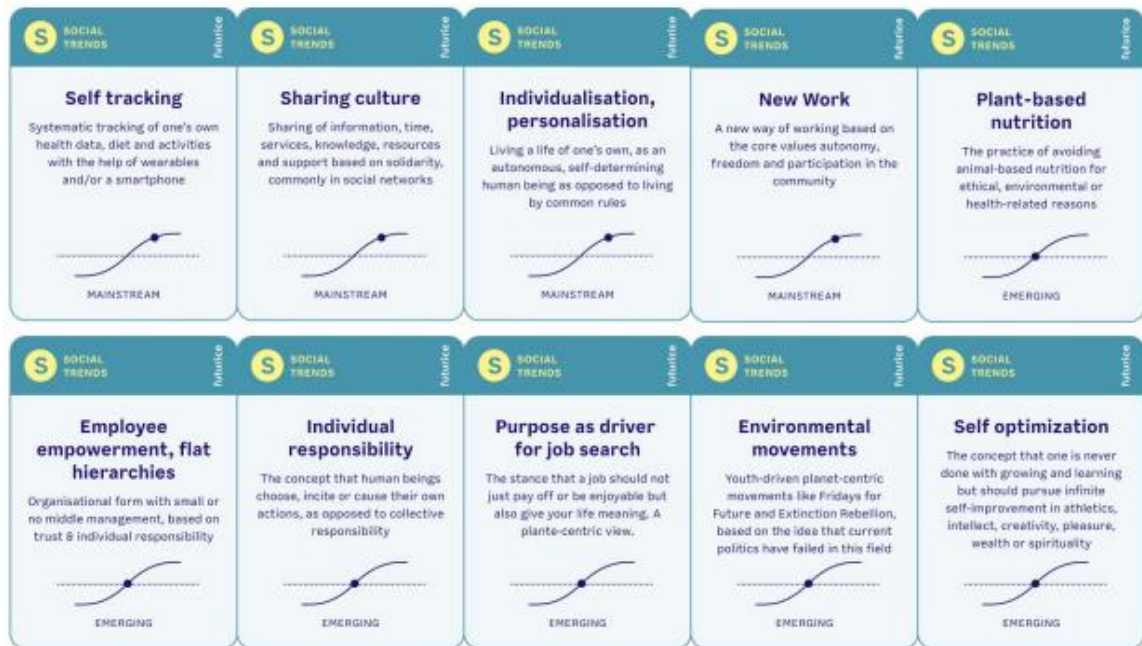 S SOCIAL TRENDS futurice
Self tracking
Systematic tracking of one's own
health data, diet and activities
with the help of wearables
and/or a smartphone
MAINSTREAM
S SOCIAL TRENDS futurice
Sharing culture
Sharing of information, time,
services, knowledge, resources
and support based on solidarity,
commonly in social networks
MAINSTREAM
S SOCIAL TRENDS futurice
Individualisation,
personalisation
Living a life of one's own, as an
autonomous, self-determining
human being as opposed to living
by common rules
MAINSTREAM
S SOCIAL TRENDS futurice
New Work
A new way of working based on
the core values autonomy,
freedom and participation in the
community
MAINSTREAM
S SOCIAL TRENDS futurice
Plant-based
nutrition
The practice of avoiding
animal-based nutrition for
ethical, environmental or
health-related reasons
EMERGING
S SOCIAL TRENDS futurice
Employee
empowerment, flat
hierarchies
Organisational form with small or
no middle management, based on
trust & individual responsibility
EMERGING
S SOCIAL TRENDS futurice
Individual
responsibility
The concept that human beings
choose, incite or cause their own
actions, as opposed to collective
responsibility
EMERGING
S SOCIAL TRENDS futurice
Purpose as driver
for job search
The stance that a job should not
just pay off or be enjoyable but
also give your life meaning. A
plante-centric view.
EMERGING
S SOCIAL TRENDS futurice
Environmental
movements
Youth-driven planet-centric
movements like Fridays for
Future and Extinction Rebellion,
based on the idea that current
politics have failed in this field
EMERGING
S SOCIAL TRENDS futurice
Self optimization
The concept that one is never
done with growing and learning
but should pursue infinite
self-improvement in athletics,
intellect, creativity, pleasure,
wealth or spirituality
EMERGING